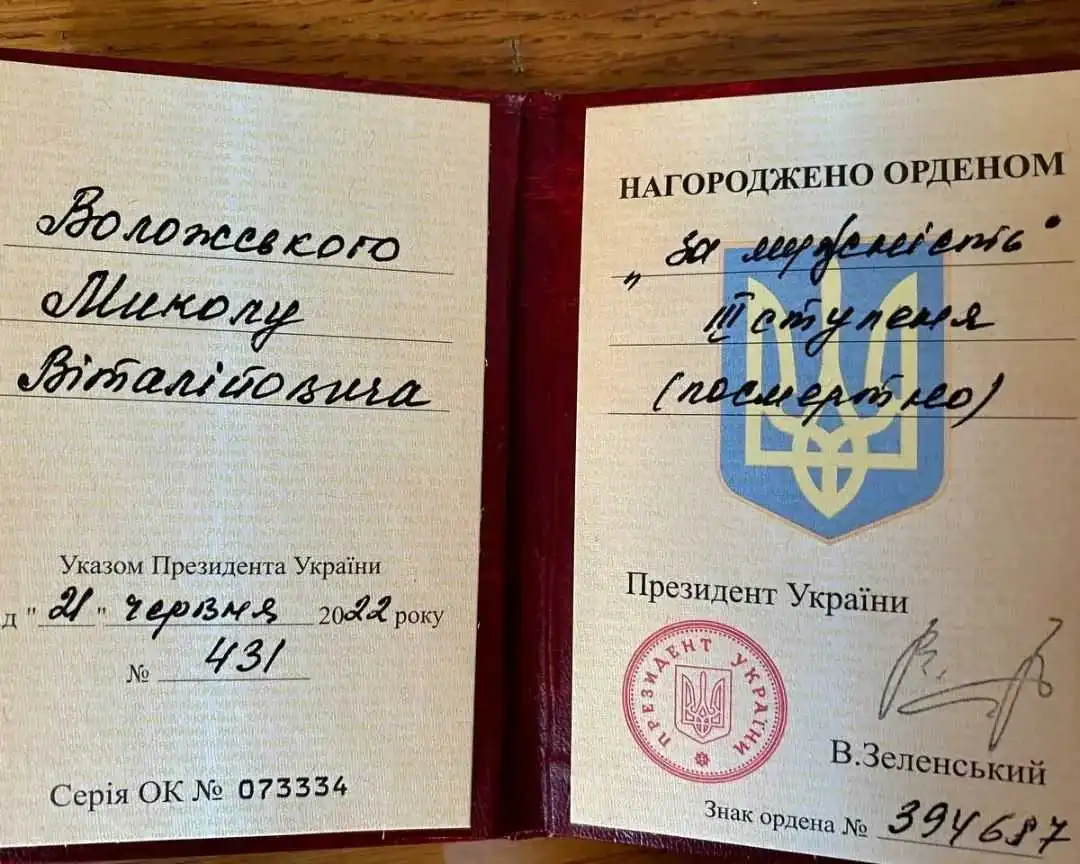 Воложського
Миколу
Віталійовича
Указом Президента України
д "21" червня 2022 року
№ 431
Серія ОК № 073334
НАГОРОДЖЕНО ОРДЕНОМ
„За мужність"
III ступеня
(посмертно)
Президент України
ПРЕЗИДЕНТ УКРАЇНИ
В.Зеленський
Знак ордена № 394687